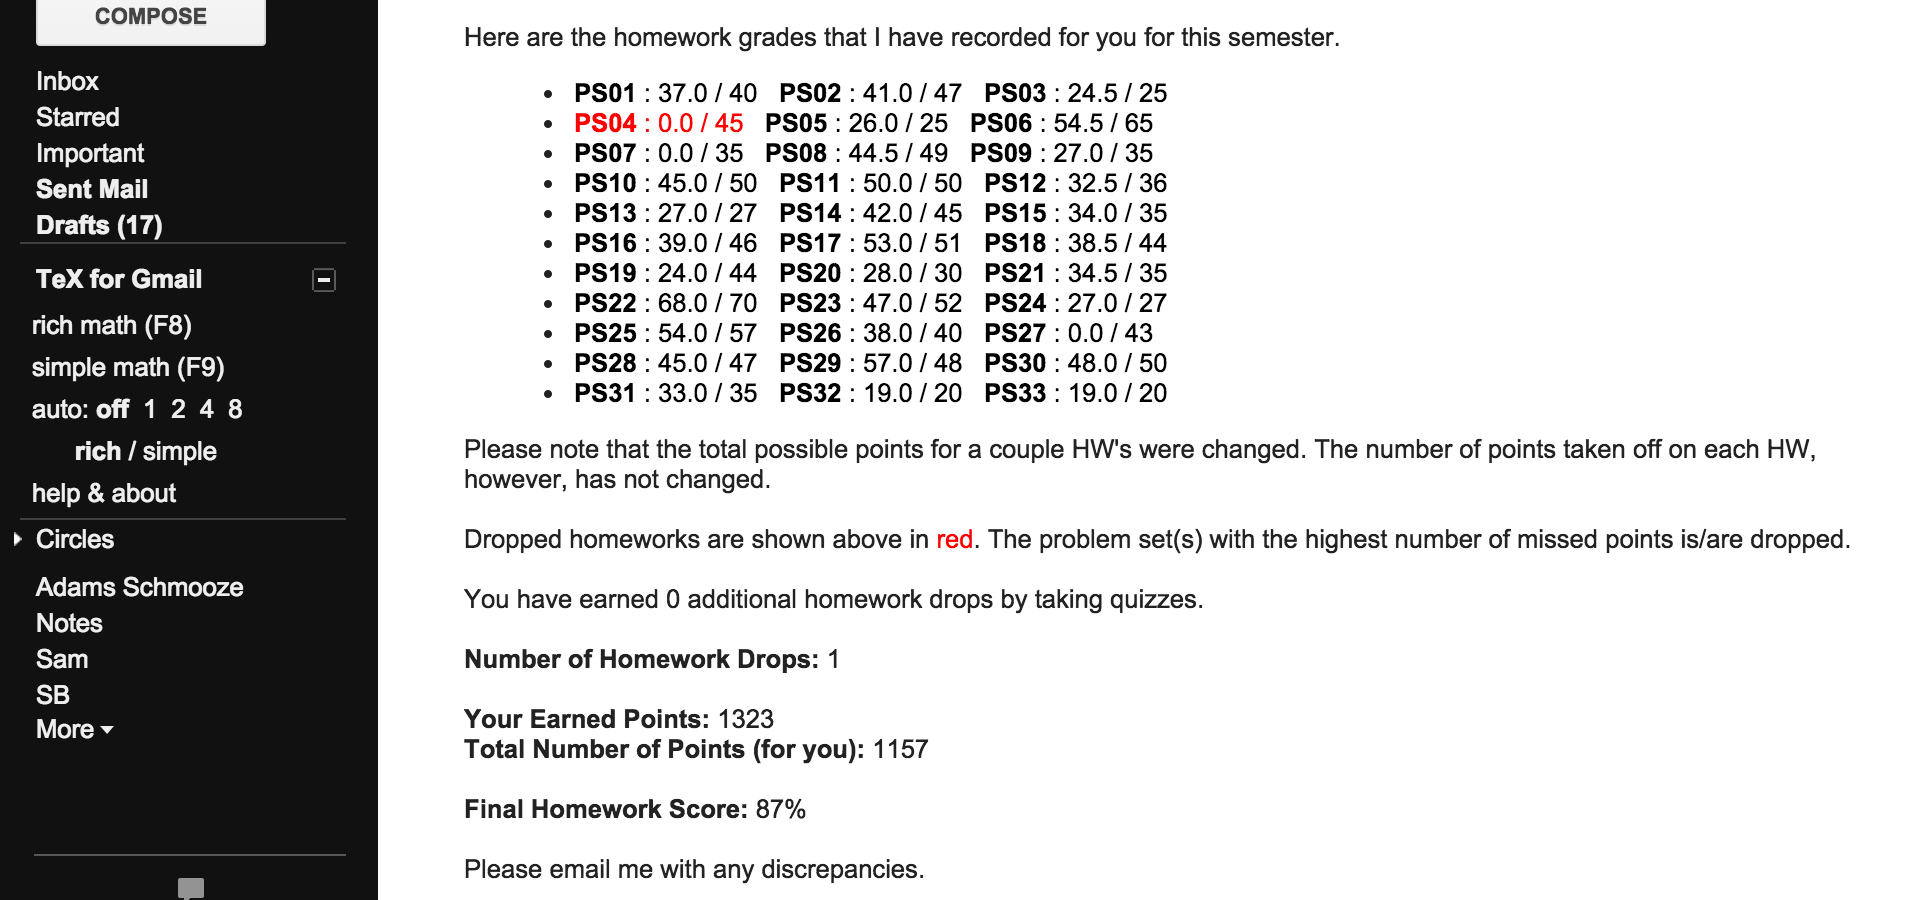 COMPOSE
Inbox
Starred
Important
Sent Mail
Drafts (17)
TeX for Gmail
rich math (F8)
simple math (F9)
auto: off 1 2 4 8
rich / simple
help & about
Circles
Adams Schmooze
Notes
Sam
SB
More
Here are the homework grades that I have recorded for you for this semester.
• PS01 : 37.0 / 40 PS02 : 41.0 / 47 PS03 : 24.5 / 25
• PS04 : 0.0 / 45 PS05 : 26.0 / 25 PS06 : 54.5 / 65
• PS07 : 0.0 / 35 PS08 : 44.5 / 49 PS09 : 27.0 / 35
• PS10 : 45.0 / 50 PS11 : 50.0 / 50 PS12 : 32.5 / 36
• PS13 : 27.0 / 27 PS14 : 42.0 / 45 PS15 : 34.0 / 35
• PS16 : 39.0 / 46 PS17 : 53.0 / 51 PS18 : 38.5 / 44
• PS19 : 24.0 / 44 PS20 : 28.0 / 30 PS21 : 34.5 / 35
• PS22 : 68.0 / 70 PS23 : 47.0 / 52 PS24 : 27.0 / 27
• PS25 : 54.0 / 57 PS26 : 38.0 / 40 PS27 : 0.0 / 43
• PS28 : 45.0 / 47 PS29 : 57.0 / 48 PS30 : 48.0 / 50
• PS31 : 33.0 / 35 PS32 : 19.0 / 20 PS33 : 19.0 / 20
Please note that the total possible points for a couple HW's were changed. The number of points taken off on each HW,
however, has not changed.
Dropped homeworks are shown above in red. The problem set(s) with the highest number of missed points is/are dropped.
You have earned 0 additional homework drops by taking quizzes.
Number of Homework Drops: 1
Your Earned Points: 1323
Total Number of Points (for you): 1157
Final Homework Score: 87%
Please email me with any discrepancies.